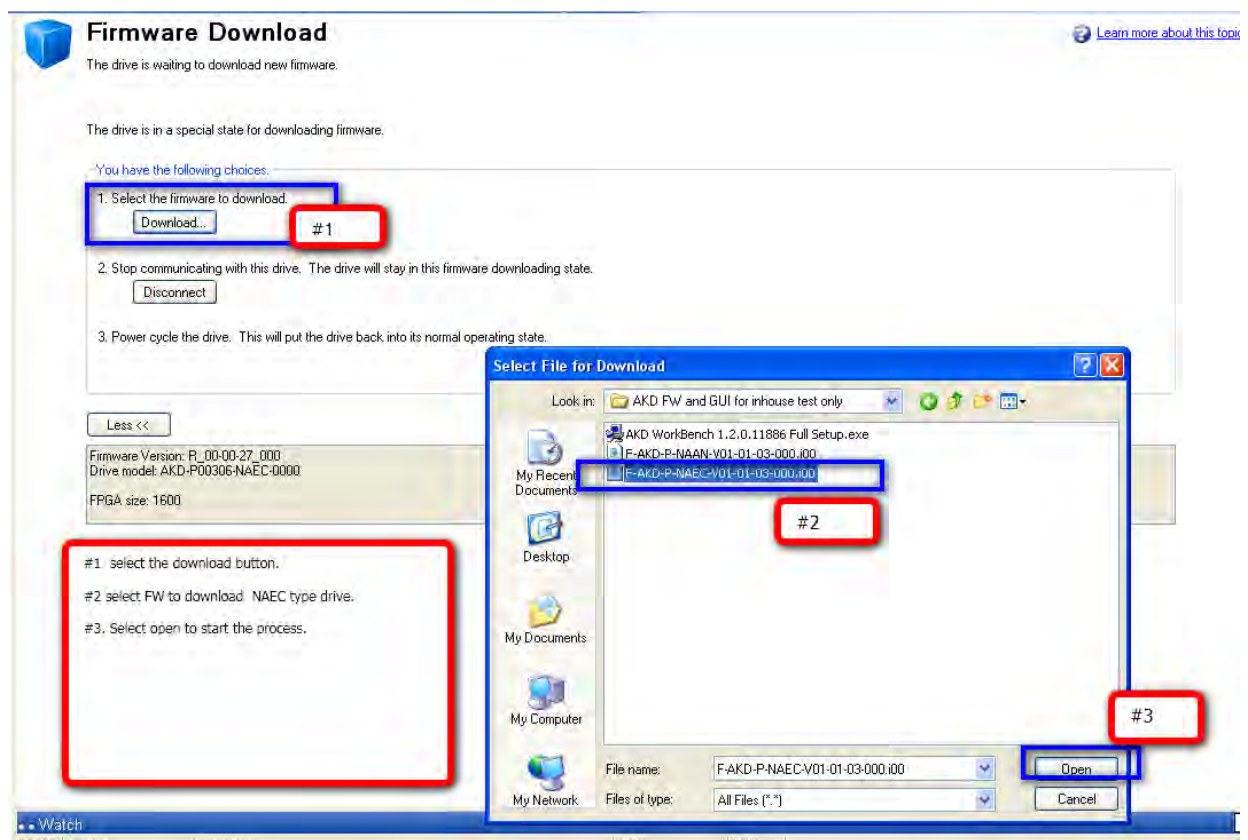 Firmware Download
Learn more about this topic
The drive is waiting to download new firmware.
The drive is in a special state for downloading firmware.
You have the following choices.
1. Select the firmware to download.
Download...
#1
2. Stop communicating with this drive. The drive will stay in this firmware downloading state.
Disconnect
3. Power cycle the drive. This will put the drive back into its normal operating state.
Less <<
Firmware Version: R_00-00-27_000
Drive model: AKD-P00306-NAEC-0000
FPGA size: 1600
#1 select the download button.
#2 select FW to download NAEC type drive.
#3. Select open to start the process.
Select File for Download
Look in: AKD FW and GUI for inhouse test only
AKD WorkBench 1.2.0.11886 Full Setup.exe
F-AKD-P-NAAN-V01-01-03-000.i00
F-AKD-P-NAEC-V01-01-03-000.i00
#2
My Recent
Documents
Desktop
My Documents
My Computer
My Network
#3
File name: F-AKD-P-NAEC-V01-01-03-000.i00
Open
Files of type: All Files (*.*)
Cancel
Watch